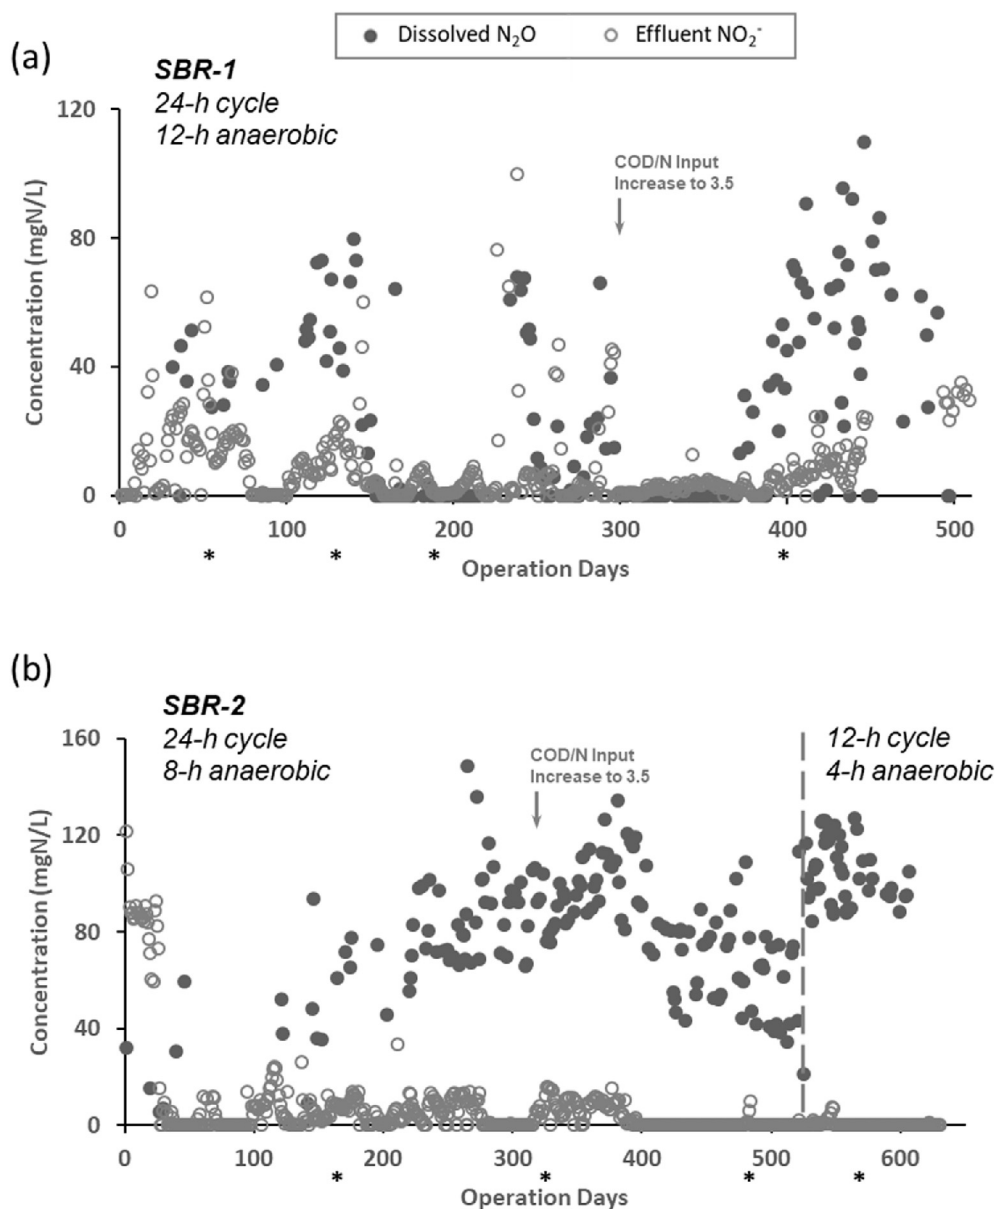 Dissolved N₂O Effluent NO₂⁻
(a)
SBR-1
24-h cycle
12-h anaerobic
COD/N Input
Increase to 3.5
Concentration (mgN/L)
120
80
40
0
0 100 200 300 400 500
* * * *
Operation Days
(b)
SBR-2
24-h cycle
8-h anaerobic
COD/N Input
Increase to 3.5
12-h cycle
4-h anaerobic
Concentration (mgN/L)
160
120
80
40
0
0 100 200 300 400 500 600
* * * *
Operation Days